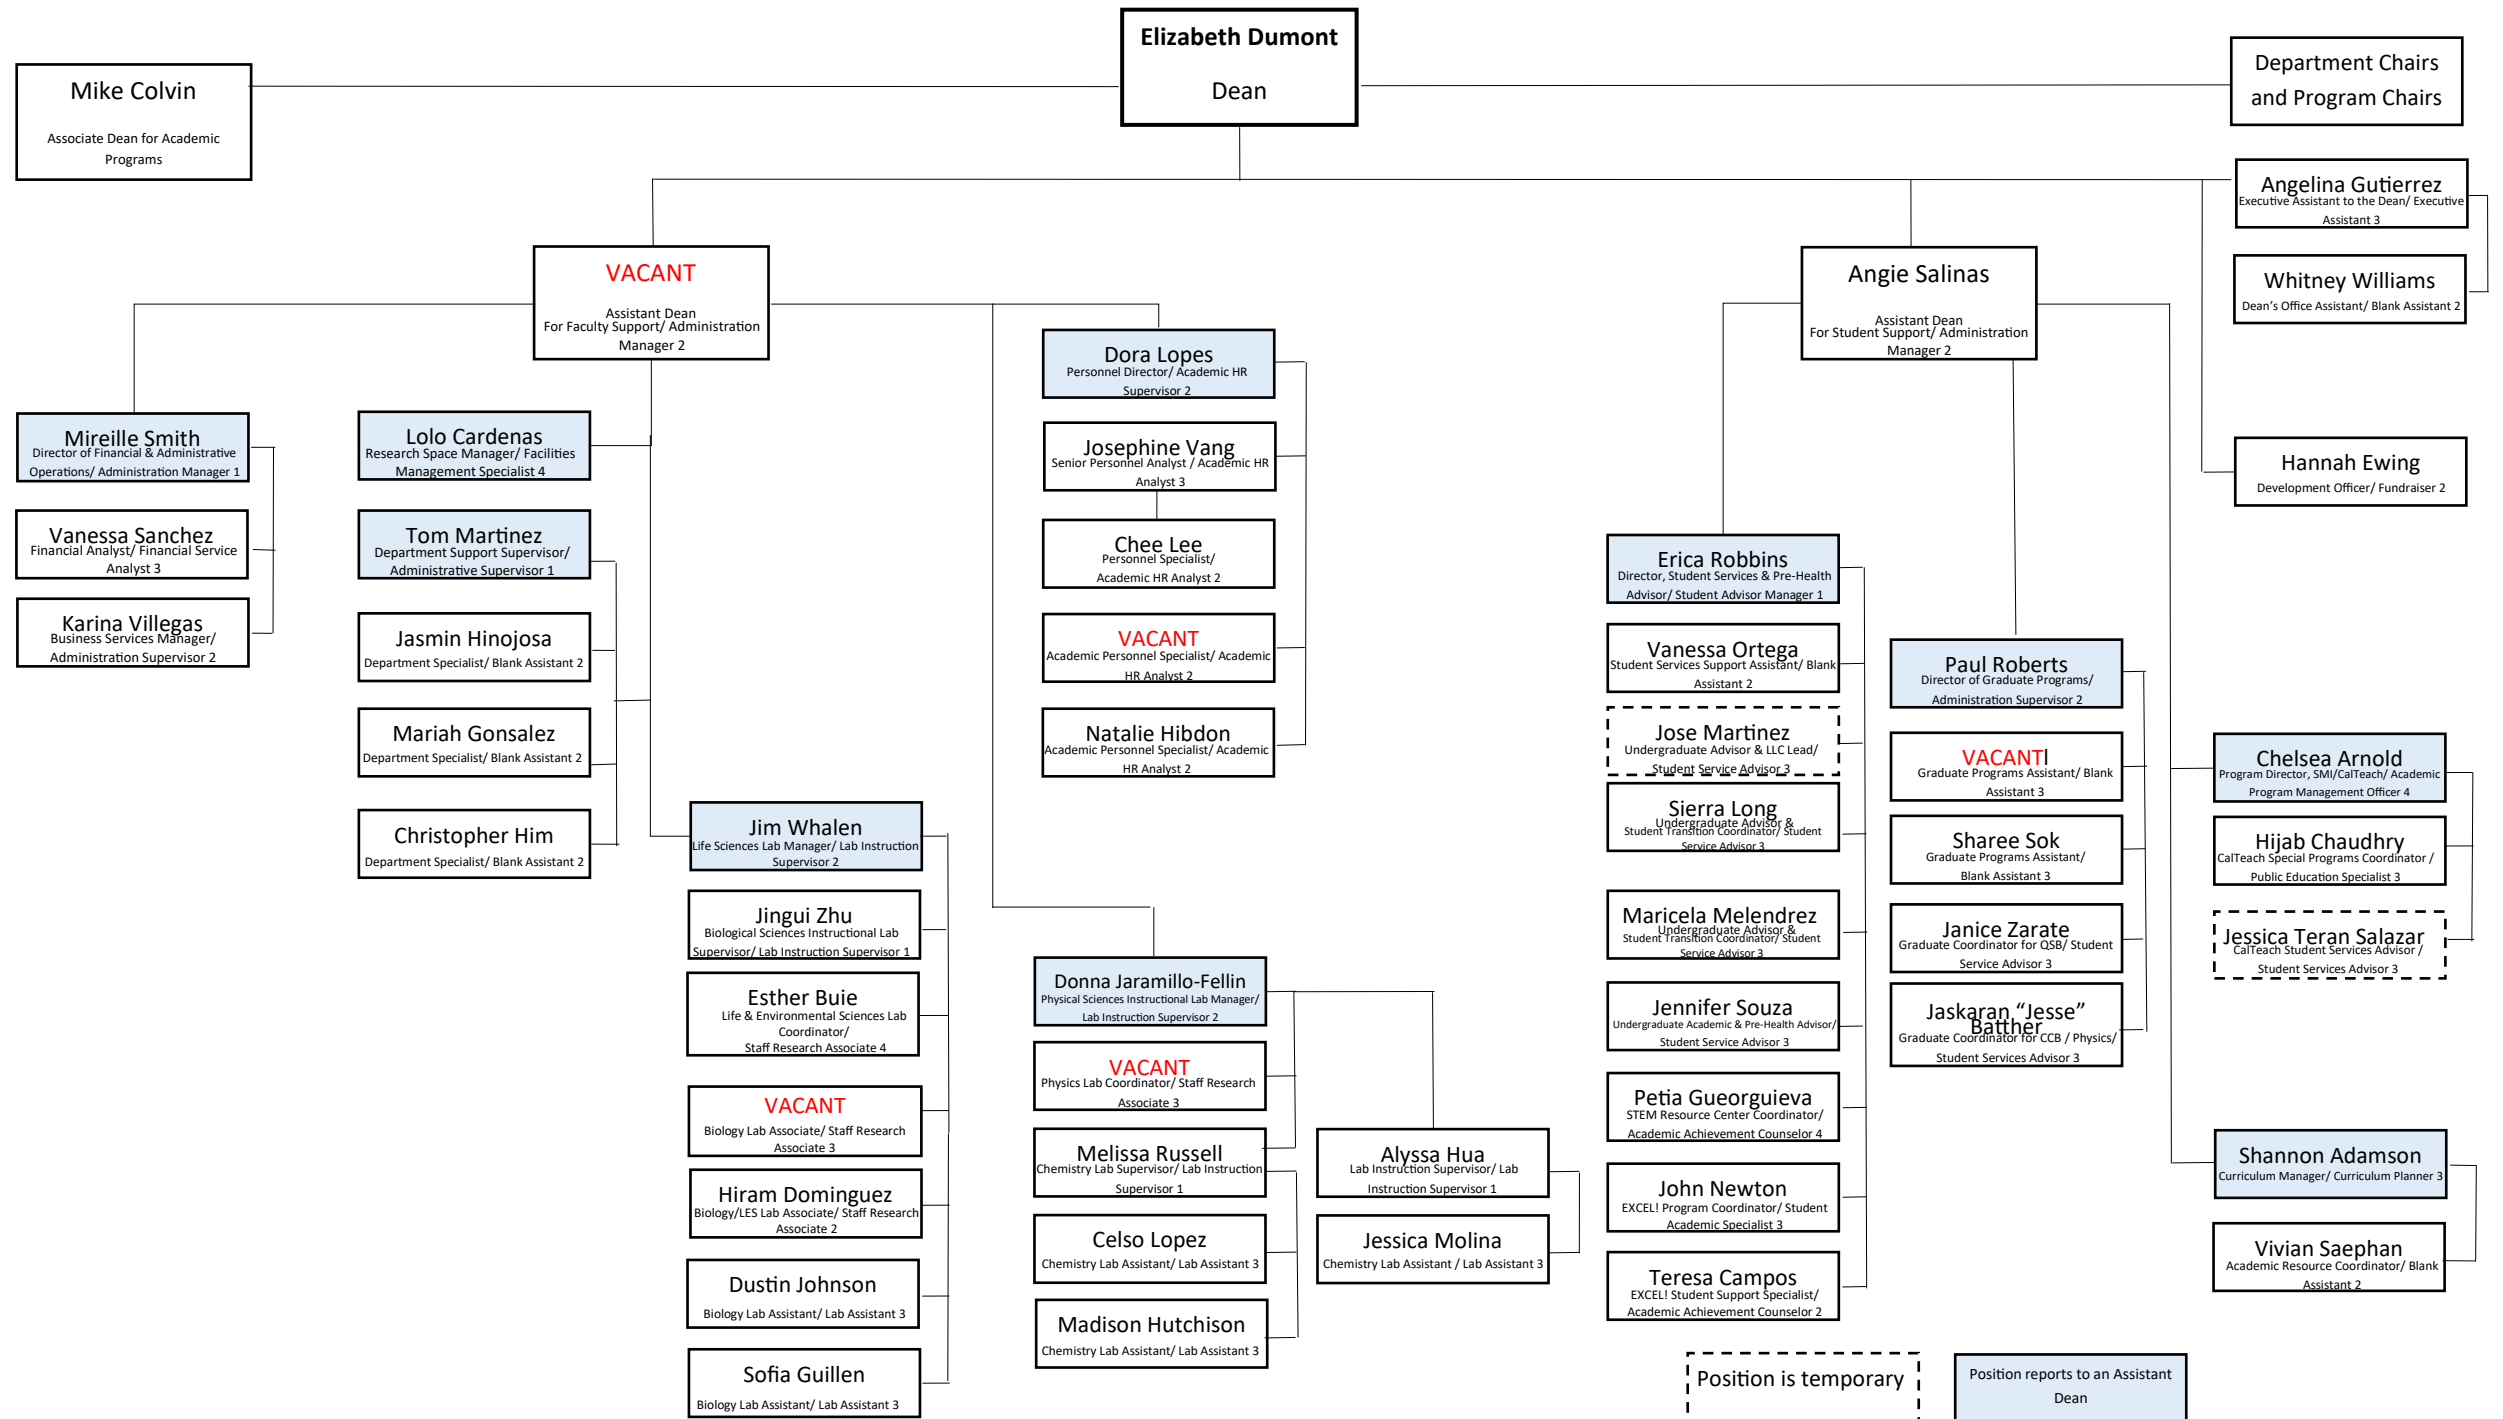 Elizabeth Dumont
Dean
Mike Colvin
Associate Dean for Academic
Programs
Department Chairs
and Program Chairs
Angelina Gutierrez
Executive Assistant to the Dean/ Executive
Assistant 3
Whitney Williams
Dean's Office Assistant/ Blank Assistant 2
Hannah Ewing
Development Officer/ Fundraiser 2
VACANT
Assistant Dean
For Faculty Support/ Administration
Manager 2
Angie Salinas
Assistant Dean
For Student Support/ Administration
Manager 2
Mireille Smith
Director of Financial & Administrative
Operations/ Administration Manager 1
Vanessa Sanchez
Financial Analyst/ Financial Service
Analyst 3
Karina Villegas
Business Services Manager/
Administration Supervisor 2
Lolo Cardenas
Research Space Manager/ Facilities
Management Specialist 4
Tom Martinez
Department Support Supervisor/
Administrative Supervisor 1
Jasmin Hinojosa
Department Specialist/ Blank Assistant 2
Mariah Gonsalez
Department Specialist/ Blank Assistant 2
Christopher Him
Department Specialist/ Blank Assistant 2
Jim Whalen
Life Sciences Lab Manager/ Lab Instruction
Supervisor 2
Jingui Zhu
Biological Sciences Instructional Lab
Supervisor/ Lab Instruction Supervisor 1
Esther Buie
Life & Environmental Sciences Lab
Coordinator/
Staff Research Associate 4
VACANT
Biology Lab Associate/ Staff Research
Associate 3
Hiram Dominguez
Biology/LES Lab Associate/ Staff Research
Associate 2
Dustin Johnson
Biology Lab Assistant/ Lab Assistant 3
Sofia Guillen
Biology Lab Assistant/ Lab Assistant 3
Dora Lopes
Personnel Director/ Academic HR
Supervisor 2
Josephine Vang
Senior Personnel Analyst / Academic HR
Analyst 3
Chee Lee
Personnel Specialist/
Academic HR Analyst 2
VACANT
Academic Personnel Specialist/ Academic
HR Analyst 2
Natalie Hibdon
Academic Personnel Specialist/ Academic
HR Analyst 2
Donna Jaramillo-Fellin
Physical Sciences Instructional Lab Manager/
Lab Instruction Supervisor 2
VACANT
Physics Lab Coordinator/ Staff Research
Associate 3
Melissa Russell
Chemistry Lab Supervisor/ Lab Instruction
Supervisor 1
Celso Lopez
Chemistry Lab Assistant/ Lab Assistant 3
Madison Hutchison
Chemistry Lab Assistant/ Lab Assistant 3
Alyssa Hua
Lab Instruction Supervisor/ Lab
Instruction Supervisor 1
Jessica Molina
Chemistry Lab Assistant / Lab Assistant 3
Erica Robbins
Director, Student Services & Pre-Health
Advisor/ Student Advisor Manager 1
Vanessa Ortega
Student Services Support Assistant/ Blank
Assistant 2
Jose Martinez
Undergraduate Advisor & LLC Lead/
Student Service Advisor 3
Sierra Long
Undergraduate Advisor &
Student Transition Coordinator/ Student
Service Advisor 3
Maricela Melendrez
Undergraduate Advisor &
Student Transition Coordinator/ Student
Service Advisor 3
Jennifer Souza
Undergraduate Academic & Pre-Health Advisor/
Student Service Advisor 3
Petia Gueorguieva
STEM Resource Center Coordinator/
Academic Achievement Counselor 4
John Newton
EXCEL! Program Coordinator/ Student
Academic Specialist 3
Teresa Campos
EXCEL! Student Support Specialist/
Academic Achievement Counselor 2
Paul Roberts
Director of Graduate Programs/
Administration Supervisor 2
VACANTl
Graduate Programs Assistant/ Blank
Assistant 3
Sharee Sok
Graduate Programs Assistant/
Blank Assistant 3
Janice Zarate
Graduate Coordinator for QSB/ Student
Service Advisor 3
Jaskaran “Jesse”
Batther
Graduate Coordinator for CCB / Physics/
Student Services Advisor 3
Chelsea Arnold
Program Director, SMI/CalTeach/ Academic
Program Management Officer 4
Hijab Chaudhry
CalTeach Special Programs Coordinator /
Public Education Specialist 3
Jessica Teran Salazar
CalTeach Student Services Advisor /
Student Services Advisor 3
Shannon Adamson
Curriculum Manager/ Curriculum Planner 3
Vivian Saephan
Academic Resource Coordinator/ Blank
Assistant 2
Position is temporary
Position reports to an Assistant
Dean